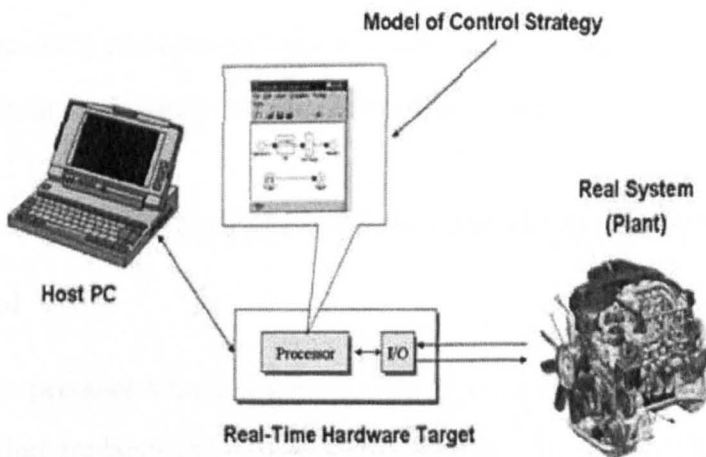 Model of Control Strategy
Real System
(Plant)
Host PC
Processor
I/O
Real-Time Hardware Target